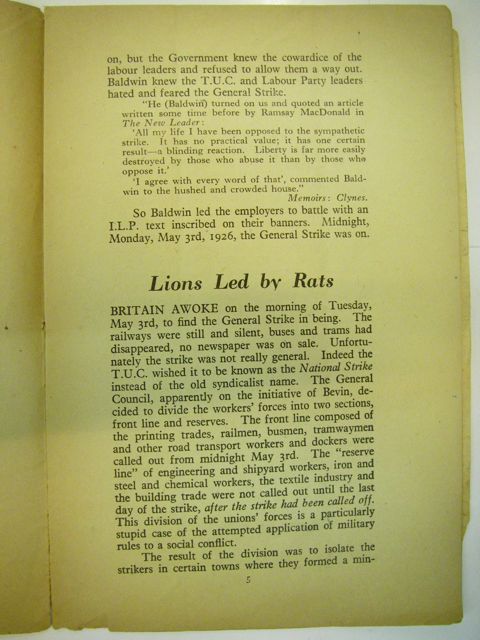 on, but the Government knew the cowardice of the
labour leaders and refused to allow them a way out.
Baldwin knew the T.U.C. and Labour Party leaders
hated and feared the General Strike.
"He (Baldwin) turned on us and quoted an article
written some time before by Ramsay MacDonald in
The New Leader:
'All my life I have been opposed to the sympathetic
strike. It has no practical value; it has one certain
result—a blinding reaction. Liberty is far more easily
destroyed by those who abuse it than by those who
oppose it.'
'I agree with every word of that', commented Bald-
win to the hushed and crowded house."
Memoirs: Clynes.
So Baldwin led the employers to battle with an
I.L.P. text inscribed on their banners. Midnight,
Monday, May 3rd, 1926, the General Strike was on.
Lions Led by Rats
BRITAIN AWOKE on the morning of Tuesday,
May 3rd, to find the General Strike in being. The
railways were still and silent, buses and trams had
disappeared, no newspaper was on sale. Unfortu-
nately the strike was not really general. Indeed the
T.U.C. wished it to be known as the National Strike
instead of the old syndicalist name. The General
Council, apparently on the initiative of Bevin, de-
cided to divide the workers' forces into two sections,
front line and reserves. The front line composed of
the printing trades, railmen, busmen, tramwaymen
and other road transport workers and dockers were
called out from midnight May 3rd. The "reserve
line" of engineering and shipyard workers, iron and
steel and chemical workers, the textile industry and
the building trade were not called out until the last
day of the strike, after the strike had been called off.
This division of the unions' forces is a particularly
stupid case of the attempted application of military
rules to a social conflict.
The result of the division was to isolate the
strikers in certain towns where they formed a min-
5